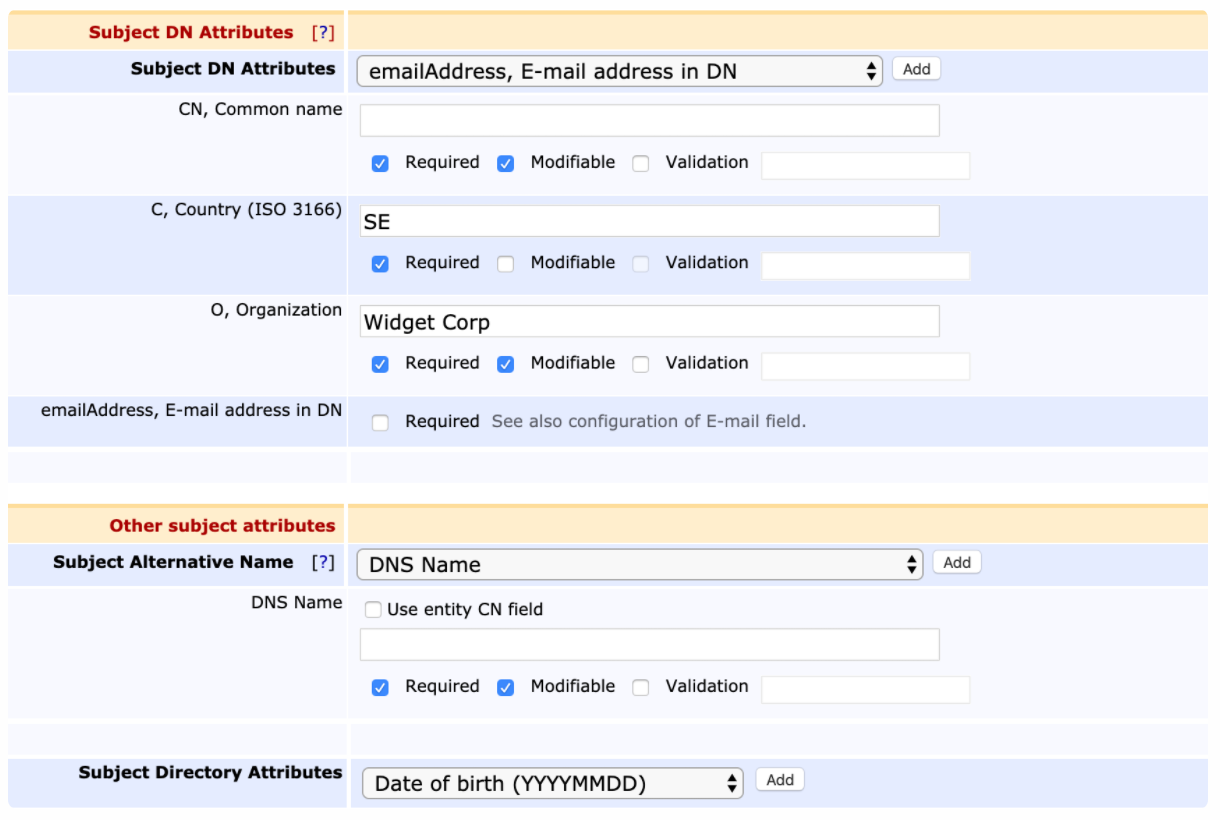 Subject DN Attributes [?]
Subject DN Attributes emailAddress, E-mail address in DN Add
CN, Common name
Required Modifiable Validation
C, Country (ISO 3166) SE
Required Modifiable Validation
O, Organization Widget Corp
Required Modifiable Validation
emailAddress, E-mail address in DN Required See also configuration of E-mail field.
Other subject attributes
Subject Alternative Name [?] DNS Name Add
DNS Name Use entity CN field
Required Modifiable Validation
Subject Directory Attributes Date of birth (YYYYMMDD) Add